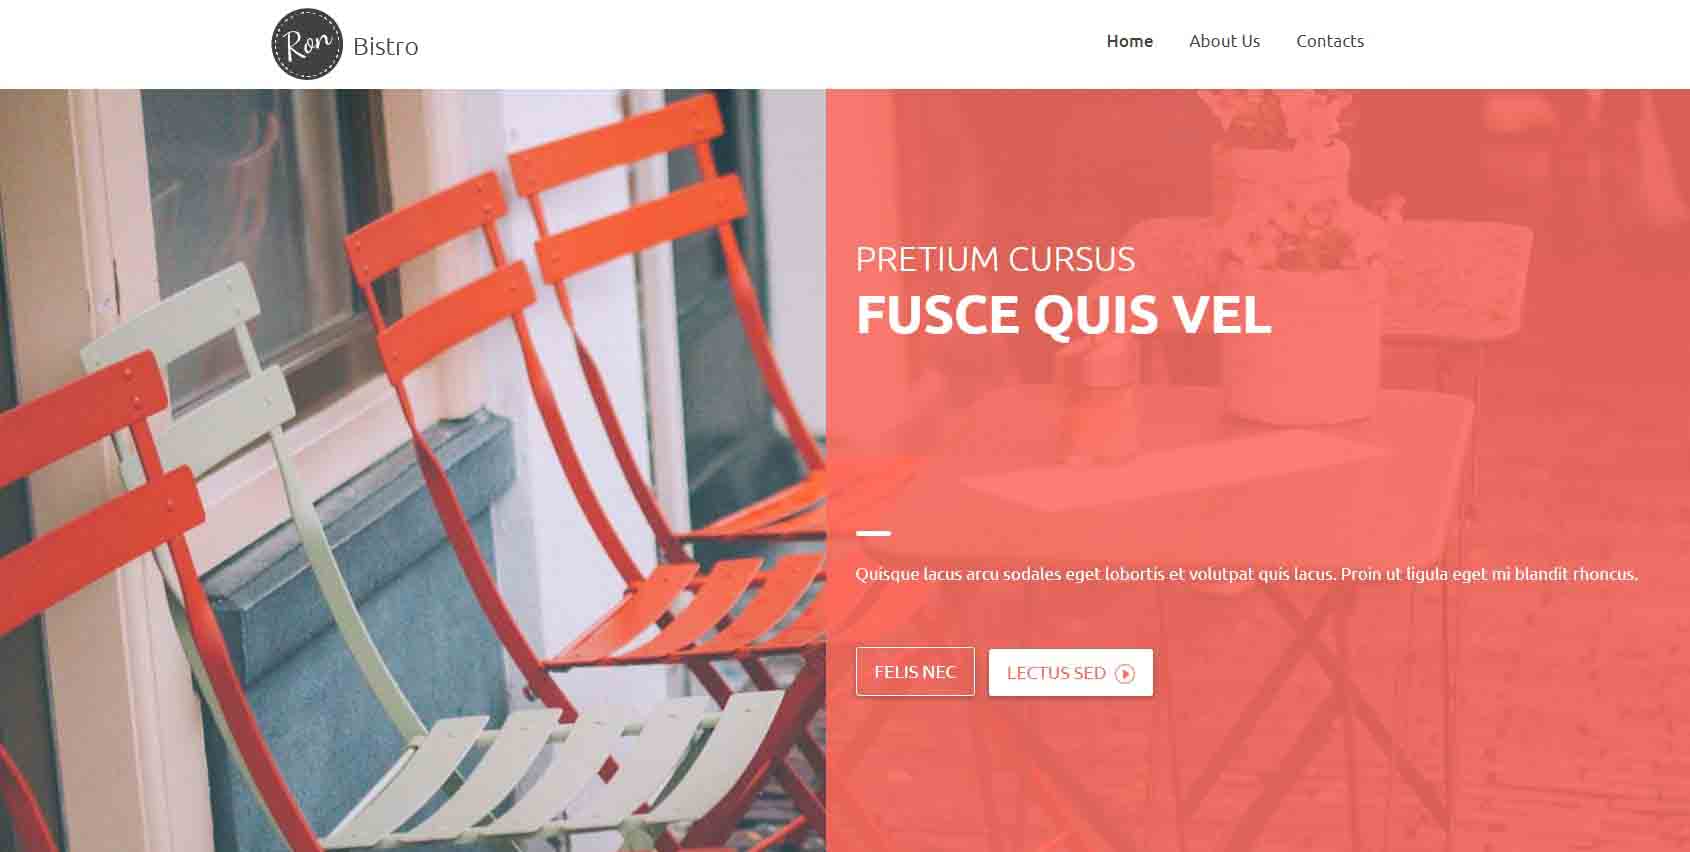 Ron
Bistro
Home
About Us
Contacts
PRETIUM CURSUS
FUSCE QUIS VEL
Quisque lacus arcu sodales eget lobortis et volutpat quis lacus. Proin ut ligula eget mi blandit rhoncus.
FELIS NEC
LECTUS SED